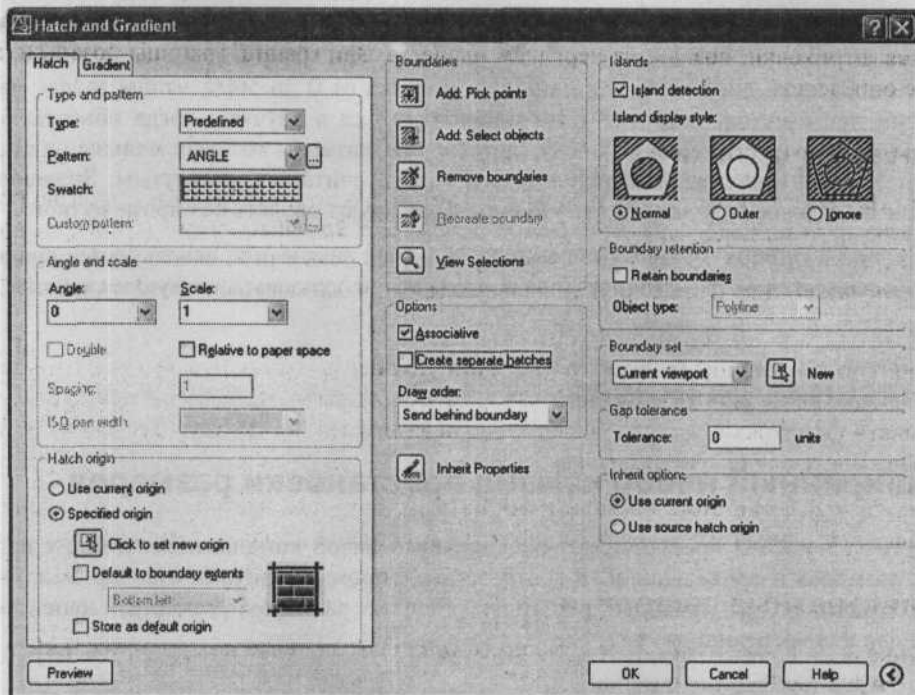 Hatch and Gradient
Hatch
Gradient
Type and pattern
Type:
Predefined
Pattern:
ANGLE
...
Swatch:
Custom pattern:
...
Angle and scale
Angle:
Scale:
0
1
Double
Relative to paper space
Spacing:
1
ISO pen width:
Hatch origin
Use current origin
Specified origin
Click to set new origin
Default to boundary extents
Bottom left
Store as default origin
Preview
Boundaries
Add: Pick points
Add: Select objects
Remove boundaries
Recreate boundary
View Selections
Options
Associative
Create separate hatches
Draw order:
Send behind boundary
Inherit Properties
Islands
Island detection
Island display style:
Normal
Outer
Ignore
Boundary retention
Retain boundaries
Object type:
Polyline
Boundary set
Current viewport
New
Gap tolerance
Tolerance:
0
units
Inherit options
Use current origin
Use source hatch origin
OK
Cancel
Help